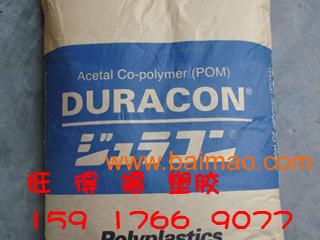 Acetal Co-polymer (POM)
DURACON®
ジュラコン®
www.baimao.com
旺 得 福 塑胶
159 1766 9077
Polyplastics